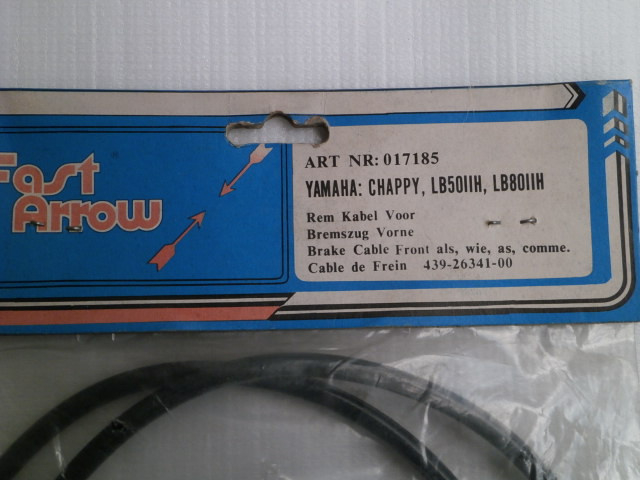 Fast
Arrow
ART NR: 017185
YAMAHA: CHAPPY, LB50IIH, LB80IIH
Rem Kabel Voor
Bremszug Vorne
Brake Cable Front als, wie, as, comme.
Cable de Frein 439-26341-00